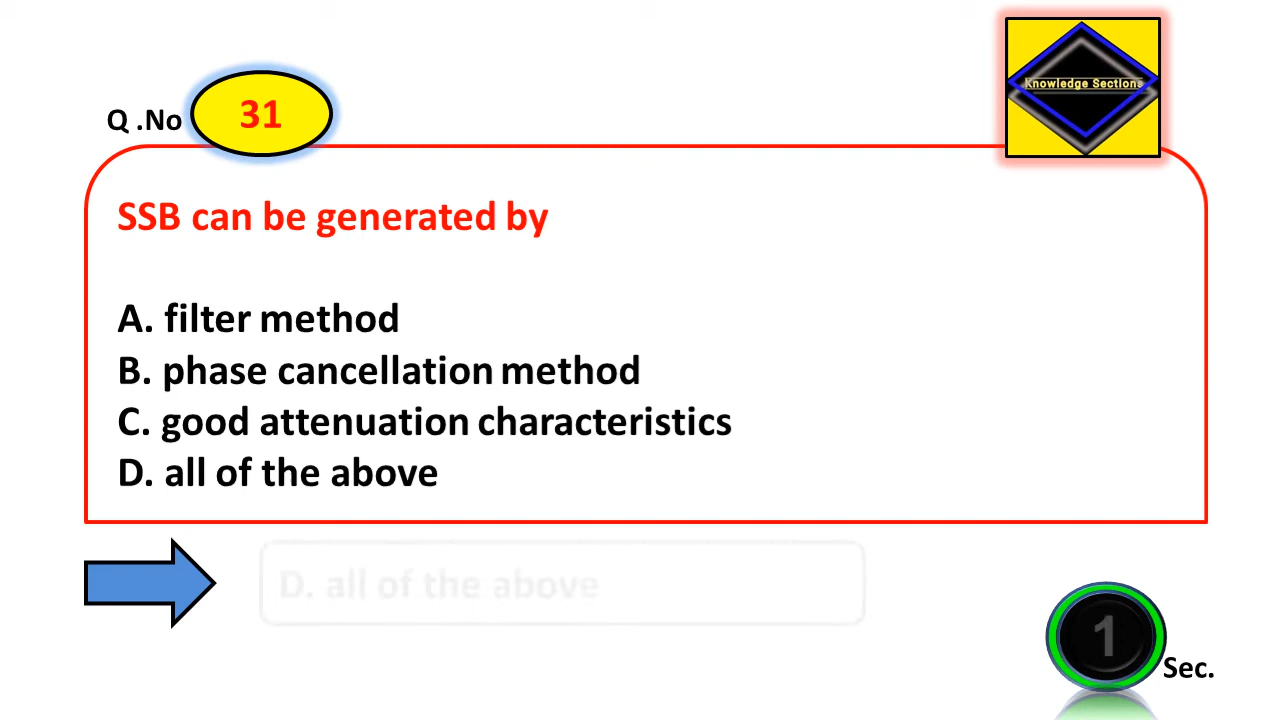 Knowledge Sections
Q .No 31
SSB can be generated by
A. filter method
B. phase cancellation method
C. good attenuation characteristics
D. all of the above
D. all of the above
1 Sec.